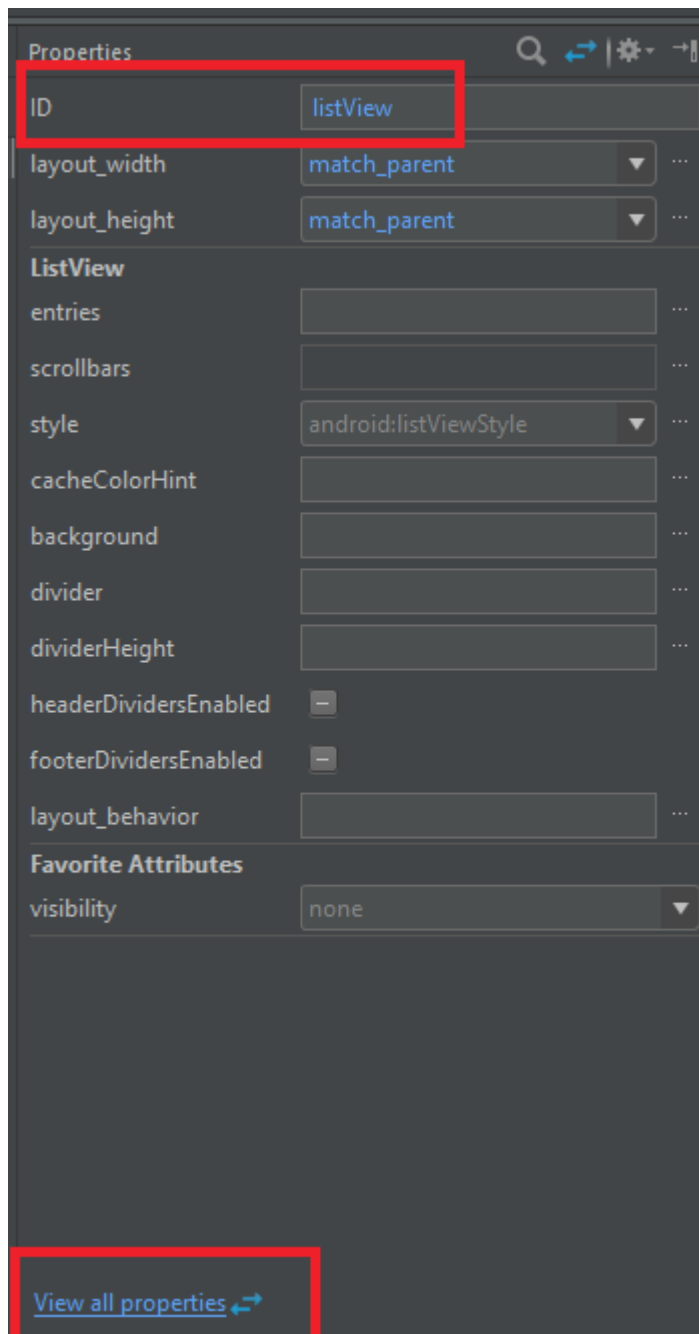 Properties
ID listView
layout_width match_parent ...
layout_height match_parent ...
ListView
entries ...
scrollbars ...
style android:listViewStyle ...
cacheColorHint ...
background ...
divider ...
dividerHeight ...
headerDividersEnabled
footerDividersEnabled
layout_behavior ...
Favorite Attributes
visibility none
View all properties